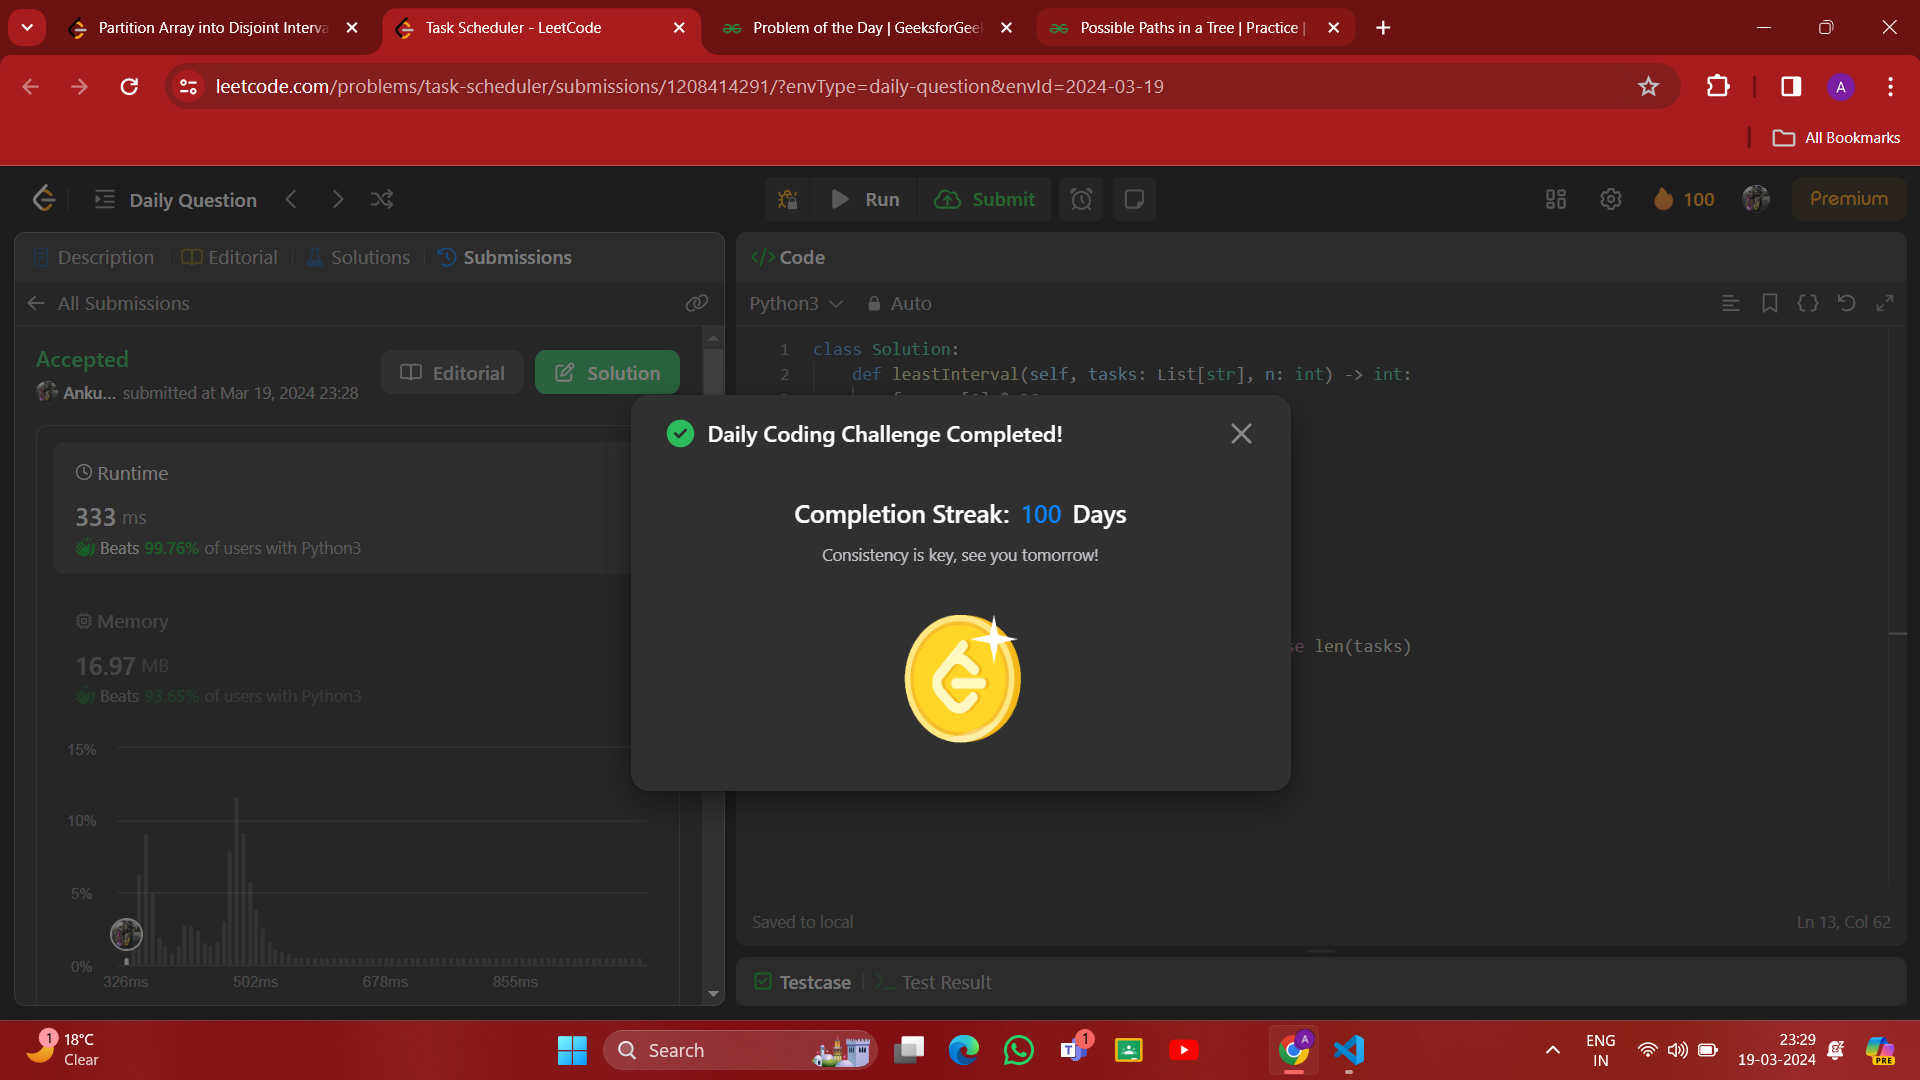 Partition Array into Disjoint Interva
Task Scheduler - LeetCode
Problem of the Day | GeeksforGee
Possible Paths in a Tree | Practice |
leetcode.com/problems/task-scheduler/submissions/1208414291/?envType=daily-question&envId=2024-03-19
A
All Bookmarks
Daily Question
Run
Submit
100
Premium
Description
Editorial
Solutions
Submissions
</> Code
All Submissions
Python3
Auto
Accepted
Anku... submitted at Mar 19, 2024 23:28
Editorial
Solution
1 class Solution:
2 def leastInterval(self, tasks: List[str], n: int) -> int:
Daily Coding Challenge Completed!
Completion Streak: 100 Days
Consistency is key, see you tomorrow!
Runtime
333 ms
Beats 99.76% of users with Python3
Memory
16.97 MB
Beats 93.65% of users with Python3
se len(tasks)
15%
10%
5%
0%
326ms
502ms
678ms
855ms
Saved to local
Ln 13, Col 62
Testcase
Test Result
1
18°C
Clear
Search
1
A
ENG
IN
23:29
19-03-2024
PRE